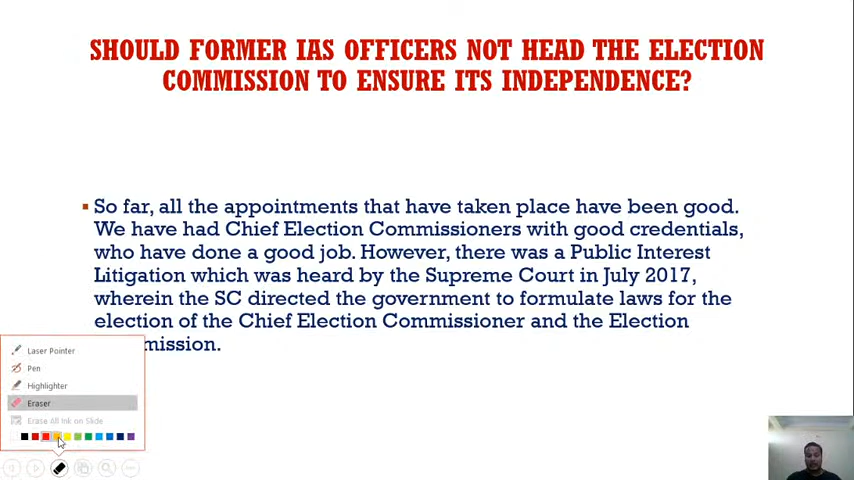 SHOULD FORMER IAS OFFICERS NOT HEAD THE ELECTION
COMMISSION TO ENSURE ITS INDEPENDENCE?
So far, all the appointments that have taken place have been good.
We have had Chief Election Commissioners with good credentials,
who have done a good job. However, there was a Public Interest
Litigation which was heard by the Supreme Court in July 2017,
wherein the SC directed the government to formulate laws for the
election of the Chief Election Commissioner and the Election
mission.
Laser Pointer
Pen
Highlighter
Eraser
Erase All Ink on Slide